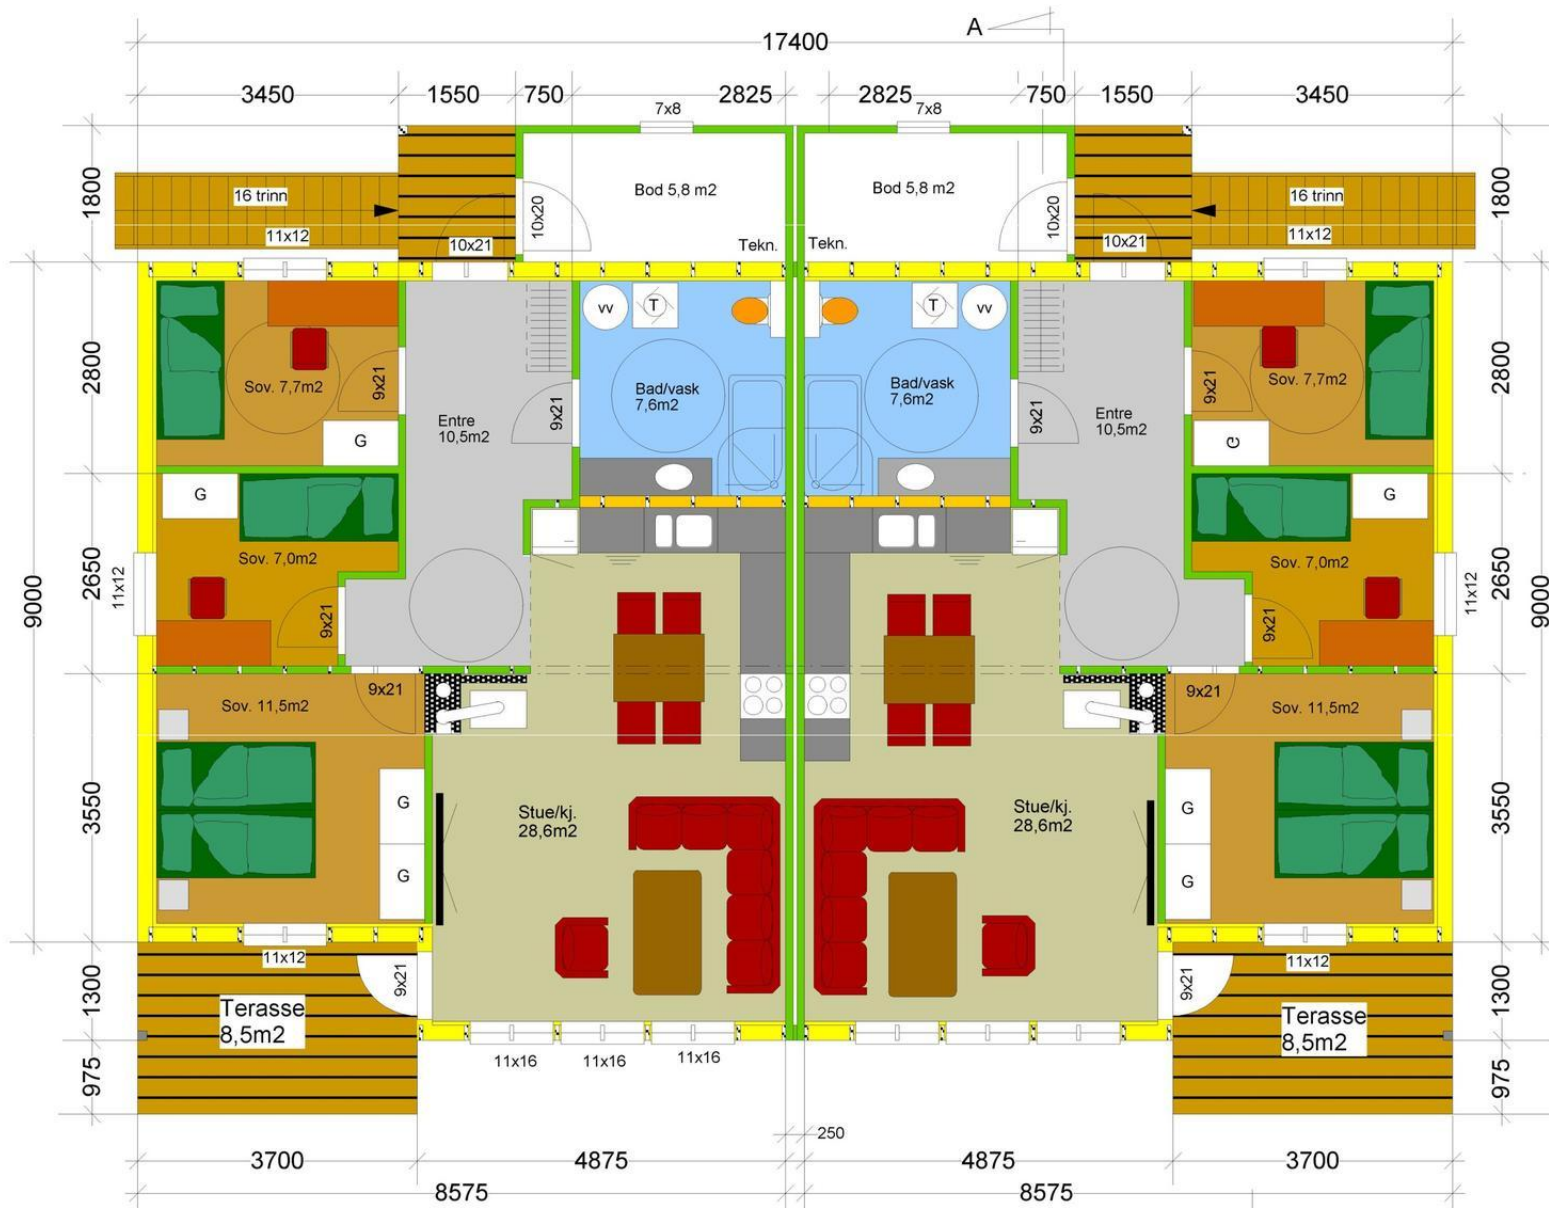 A
17400
3450
1550
750
2825
2825
750
1550
3450
7x8
7x8
1800
16 trinn
11x12
10x21
10x20
Bod 5,8 m2
Tekn.
Bod 5,8 m2
Tekn.
10x20
10x21
16 trinn
11x12
1800
2800
Sov. 7,7m2
9x21
G
Entre
10,5m2
9x21
vv
T
Bad/vask
7,6m2
T
vv
Bad/vask
7,6m2
9x21
Entre
10,5m2
9x21
Sov. 7,7m2
G
2800
9000
2650
11x12
G
Sov. 7,0m2
9x21
9x21
G
Sov. 7,0m2
11x12
2650
9000
3550
Sov. 11,5m2
9x21
G
G
Stue/kj.
28,6m2
Stue/kj.
28,6m2
9x21
Sov. 11,5m2
G
G
3550
11x12
9x21
1300
Terasse
8,5m2
975
11x16
11x16
11x16
9x21
11x12
Terasse
8,5m2
1300
975
250
3700
4875
4875
3700
8575
8575